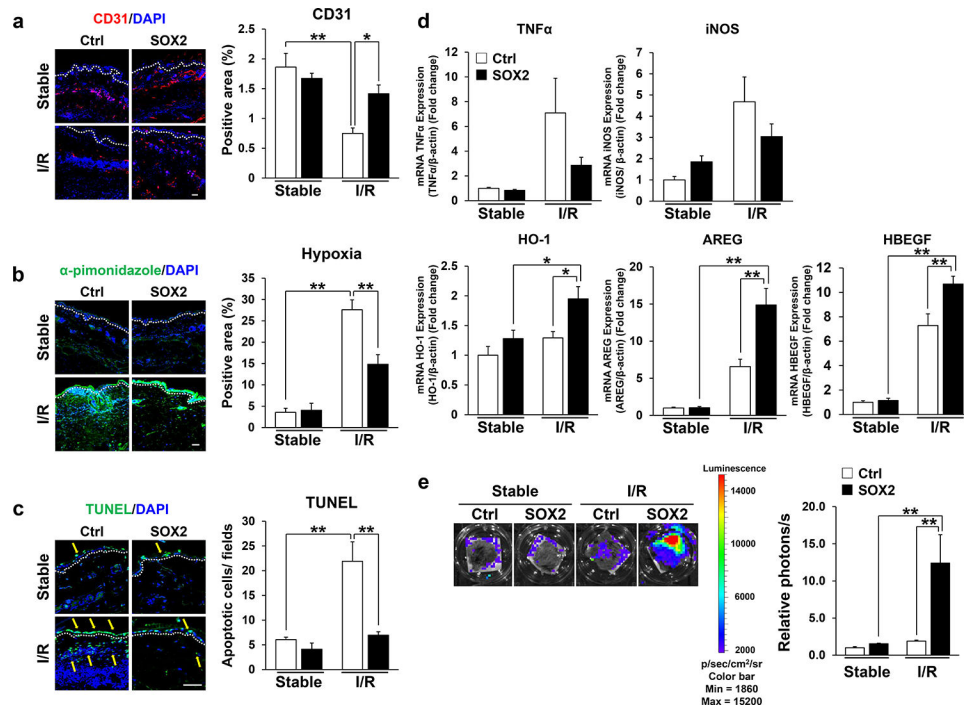 a
CD31/DAPI
Ctrl SOX2
Stable
I/R
CD31
Positive area (%)
2.5
2
1.5
1
0.5
0
** *
Stable I/R
b
α-pimonidazole/DAPI
Ctrl SOX2
Stable
I/R
Hypoxia
Positive area (%)
35
30
25
20
15
10
5
0
** **
Stable I/R
c
TUNEL/DAPI
Ctrl SOX2
Stable
I/R
TUNEL
Apoptotic cells/ fields
30
25
20
15
10
5
0
** **
Stable I/R
d
TNFα
mRNA TNFα Expression
(TNFα/β-actin) (Fold change)
12
10
8
6
4
2
0
Ctrl
SOX2
Stable I/R
iNOS
mRNA iNOS Expression
(iNOS/ β-actin) (Fold change)
7
6
5
4
3
2
1
0
Stable I/R
HO-1
mRNA HO-1 Expression
(HO-1/β-actin) (Fold change)
2.5
2
1.5
1
0.5
0
*
*
Stable I/R
AREG
mRNA AREG Expression
(AREG/β-actin) (Fold change)
20
15
10
5
0
**
**
Stable I/R
HBEGF
mRNA HBEGF Expression
(HBEGF/β-actin) (Fold change)
12
10
8
6
4
2
0
**
**
Stable I/R
e
Stable I/R
Ctrl SOX2 Ctrl SOX2
Luminescence
14000
10000
6000
2000
p/sec/cm²/sr
Color bar
Min = 1860
Max = 15200
Ctrl
SOX2
Relative photons/s
20.0
15.0
10.0
5.0
0
**
**
Stable I/R